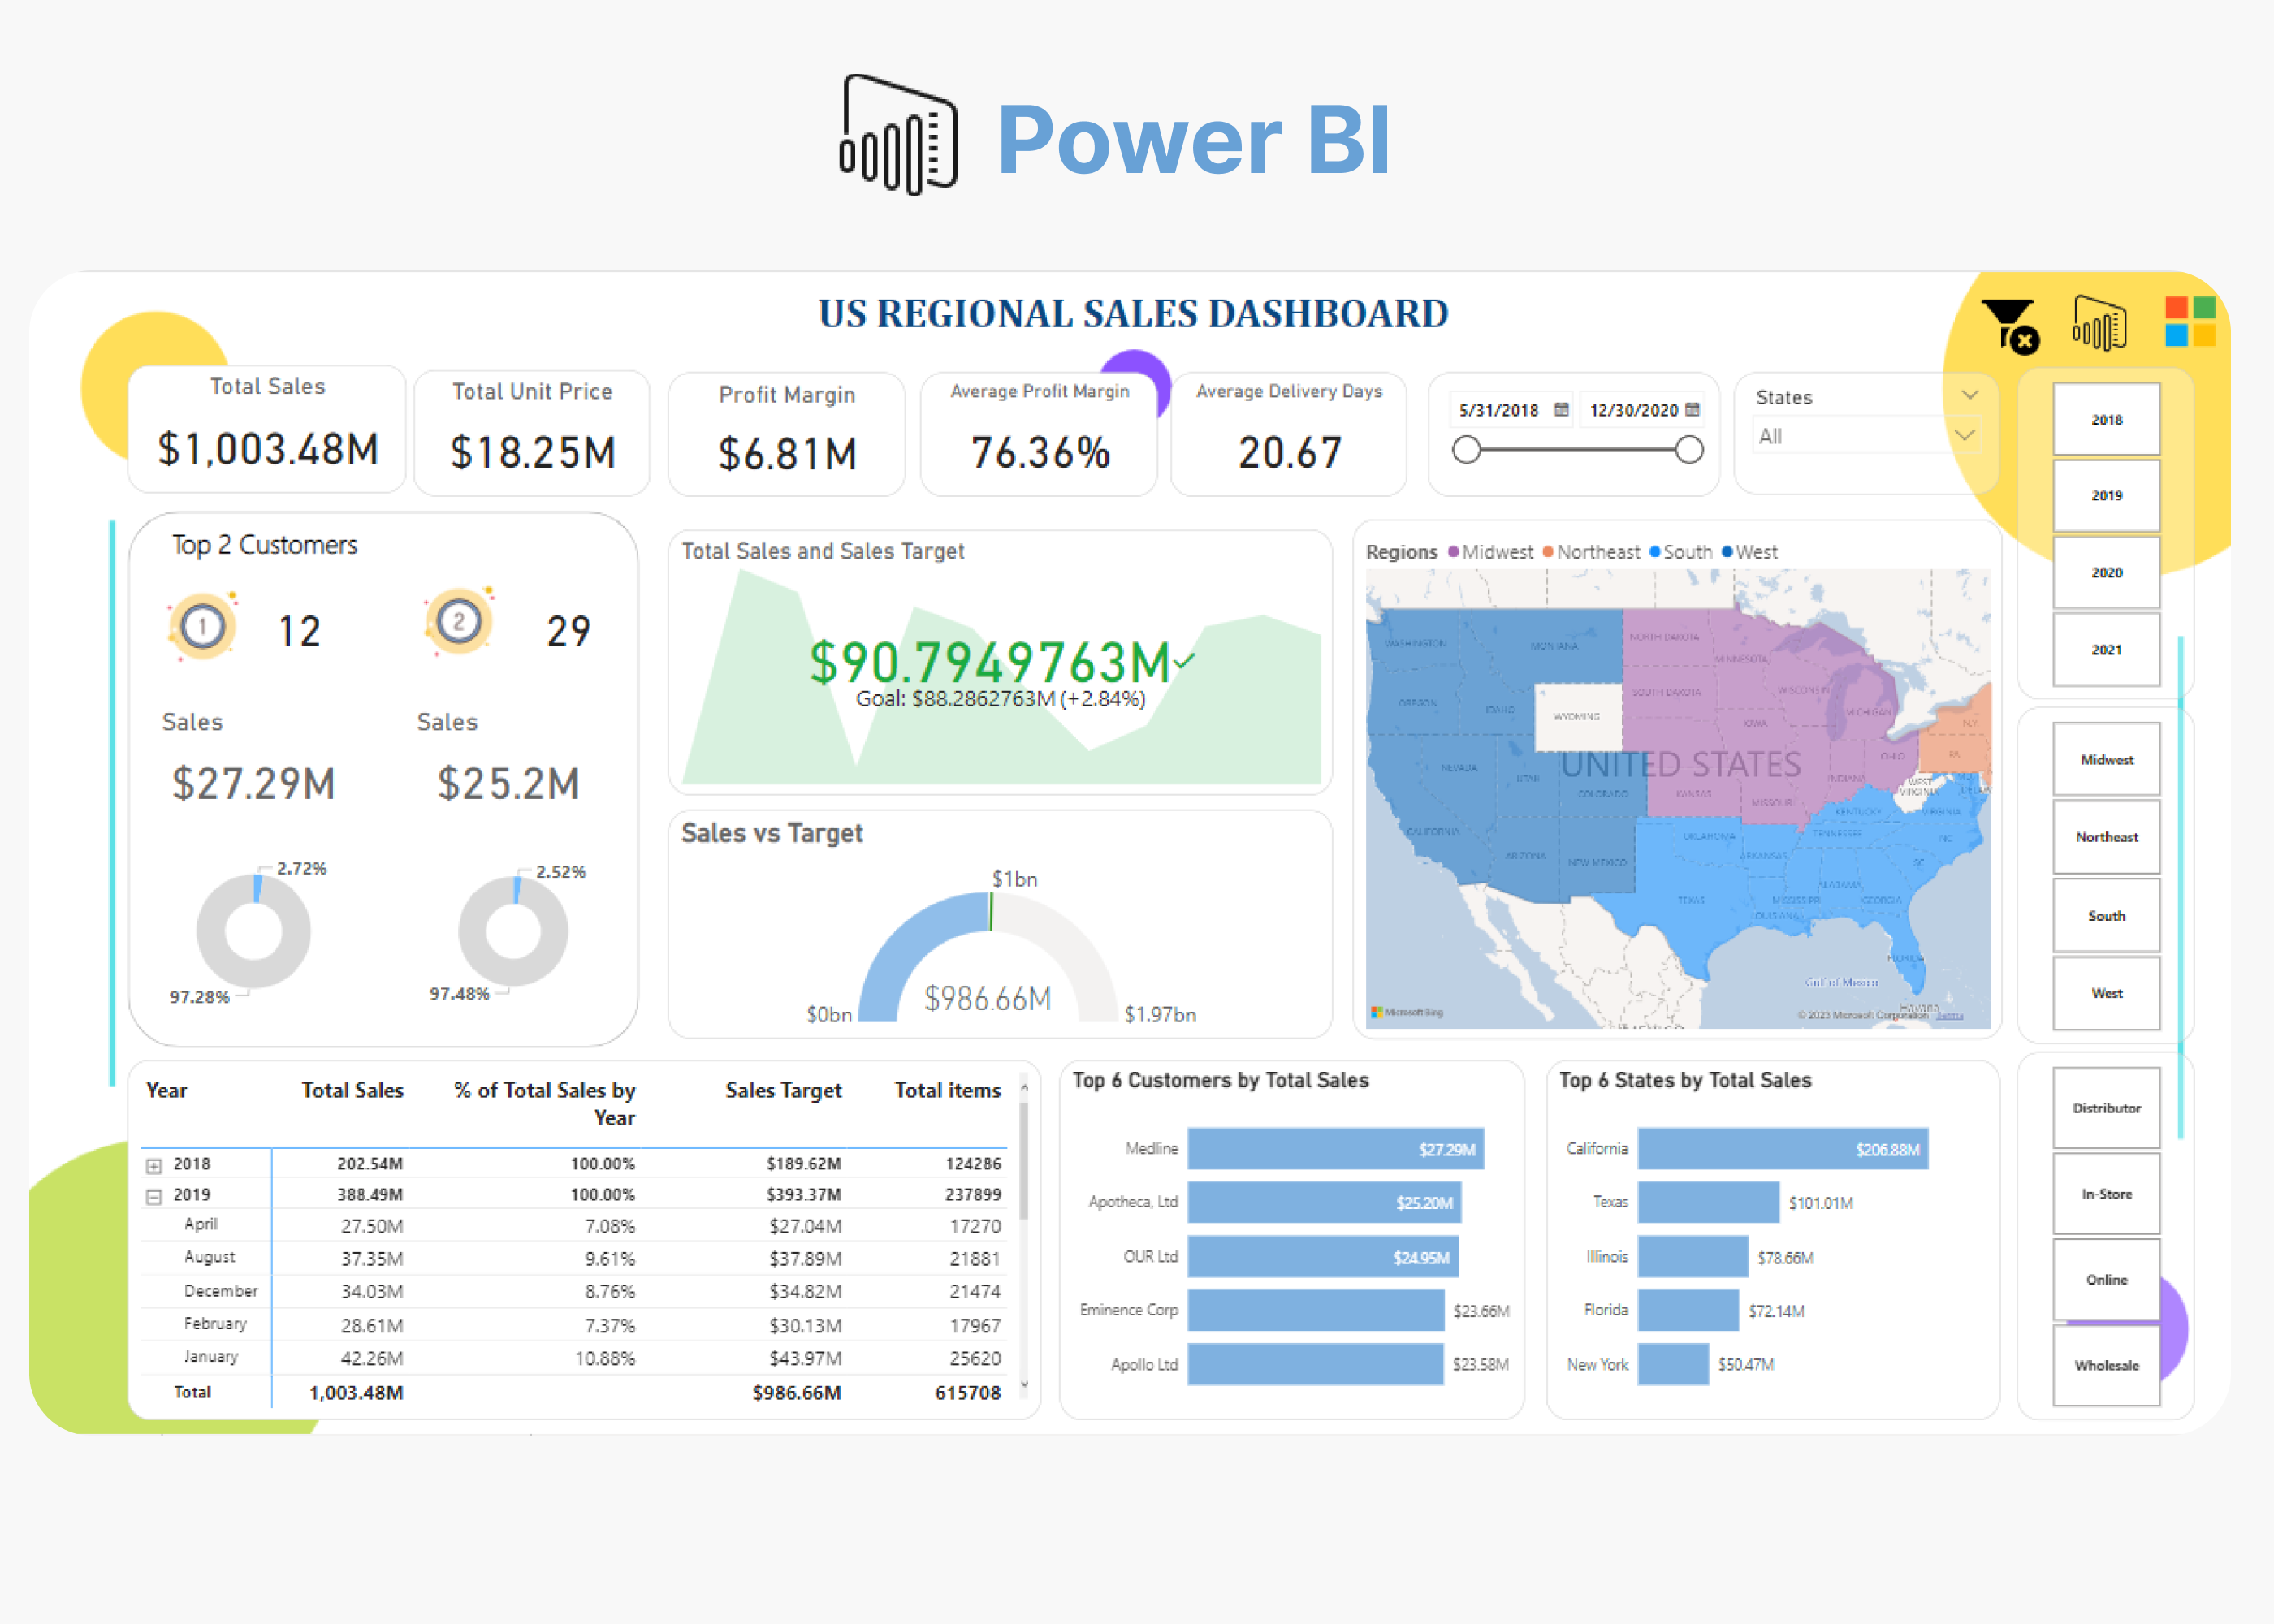 Power BI
US REGIONAL SALES DASHBOARD
Total Sales
$1,003.48M
Total Unit Price
$18.25M
Profit Margin
$6.81M
Average Profit Margin
76.36%
Average Delivery Days
20.67
5/31/2018 12/30/2020
States
All
2018
2019
2020
2021
Top 2 Customers
1 12
2 29
Sales
$27.29M
Sales
$25.2M
2.72%
97.28%
2.52%
97.48%
Total Sales and Sales Target
$90.7949763M
Goal: $88.2862763M (+2.84%)
Sales vs Target
$1bn
$986.66M
$0bn
$1.97bn
Regions Midwest Northeast South West
WASHINGTON
MONTANA
NORTH DAKOTA
MINNESOTA
OREGON
IDAHO
WYOMING
SOUTH DAKOTA
WISCONSIN
MICHIGAN
IOWA
N.Y.
PA
NEVADA
UTAH
COLORADO
UNITED STATES
KANSAS
MISSOURI
INDIANA
OHIO
WEST VIRGINIA
KENTUCKY
VIRGINIA
CALIFORNIA
ARIZONA
NEW MEXICO
OKLAHOMA
ARKANSAS
TENNESSEE
NC
SC
TEXAS
LOUISIANA
MISSISSIPPI
ALABAMA
GEORGIA
FLORIDA
Gulf of Mexico
Havana
Microsoft Bing
© 2023 Microsoft Corporation Terms
Midwest
Northeast
South
West
Year Total Sales % of Total Sales by Year Sales Target Total items
2018 202.54M 100.00% $189.62M 124286
2019 388.49M 100.00% $393.37M 237899
April 27.50M 7.08% $27.04M 17270
August 37.35M 9.61% $37.89M 21881
December 34.03M 8.76% $34.82M 21474
February 28.61M 7.37% $30.13M 17967
January 42.26M 10.88% $43.97M 25620
Total 1,003.48M $986.66M 615708
Top 6 Customers by Total Sales
Medline $27.29M
Apotheca, Ltd $25.20M
OUR Ltd $24.95M
Eminence Corp $23.66M
Apollo Ltd $23.58M
Top 6 States by Total Sales
California $206.88M
Texas $101.01M
Illinois $78.66M
Florida $72.14M
New York $50.47M
Distributor
In-Store
Online
Wholesale